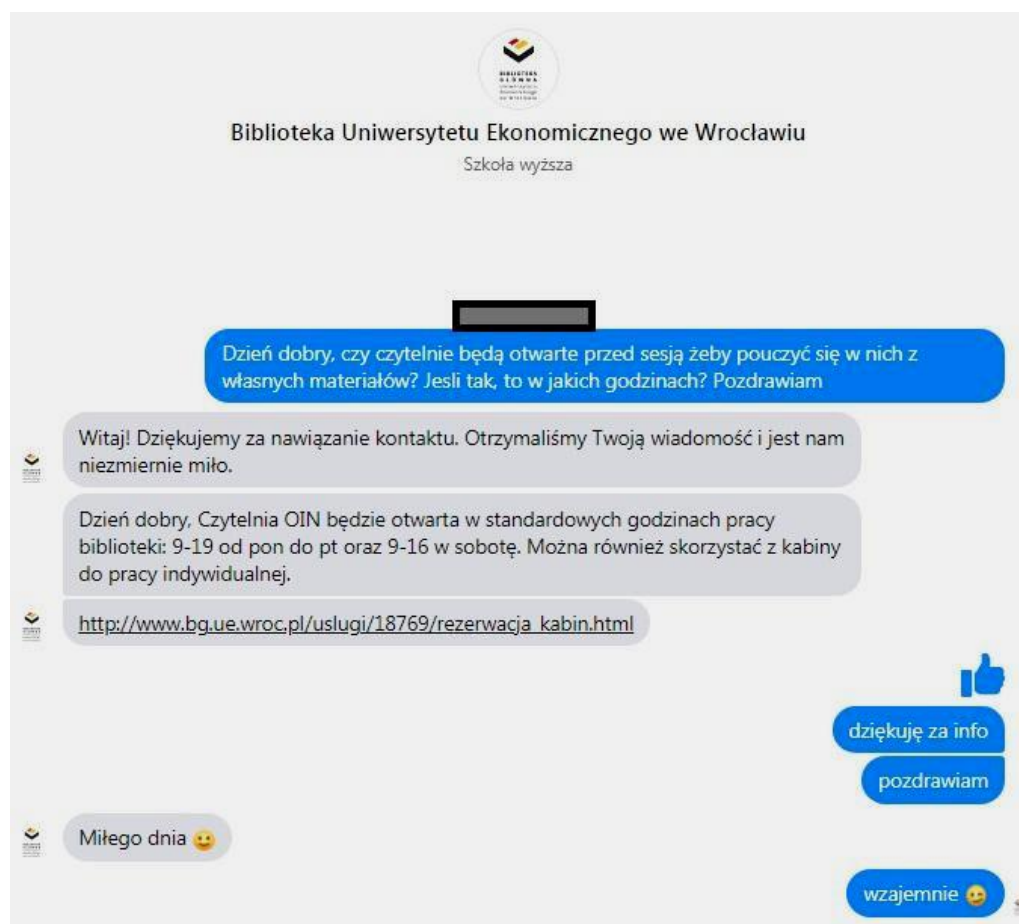 BIBLIOTEKA
GŁÓWNA
Biblioteka Uniwersytetu Ekonomicznego we Wrocławiu
Szkoła wyższa
Dzień dobry, czy czytelnie będą otwarte przed sesją żeby pouczyć się w nich z
własnych materiałów? Jesli tak, to w jakich godzinach? Pozdrawiam
Witaj! Dziękujemy za nawiązanie kontaktu. Otrzymaliśmy Twoją wiadomość i jest nam
niezmiernie miło.
Dzień dobry, Czytelnia OIN będzie otwarta w standardowych godzinach pracy
biblioteki: 9-19 od pon do pt oraz 9-16 w sobotę. Można również skorzystać z kabiny
do pracy indywidualnej.
http://www.bg.ue.wroc.pl/uslugi/18769/rezerwacja_kabin.html
dziękuję za info
pozdrawiam
Miłego dnia 🙂
wzajemnie 😉